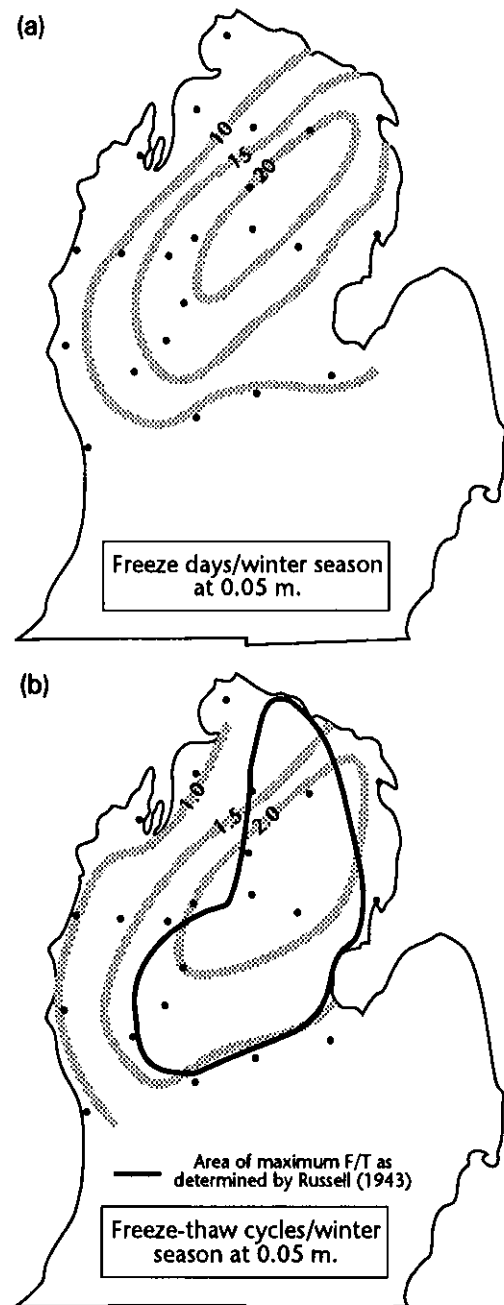 (a)
10
15
20
Freeze days/winter season
at 0.05 m.
(b)
1.0
1.5
2.0
Area of maximum F/T as
determined by Russell (1943)
Freeze-thaw cycles/winter
season at 0.05 m.